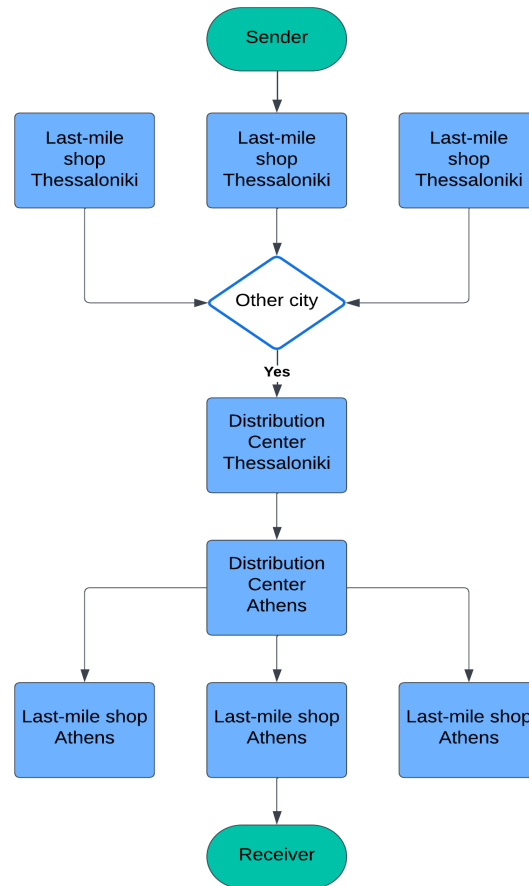 Sender
Last-mile
shop
Thessaloniki
Last-mile
shop
Thessaloniki
Last-mile
shop
Thessaloniki
Other city
Yes
Distribution
Center
Thessaloniki
Distribution
Center
Athens
Last-mile shop
Athens
Last-mile shop
Athens
Last-mile shop
Athens
Receiver